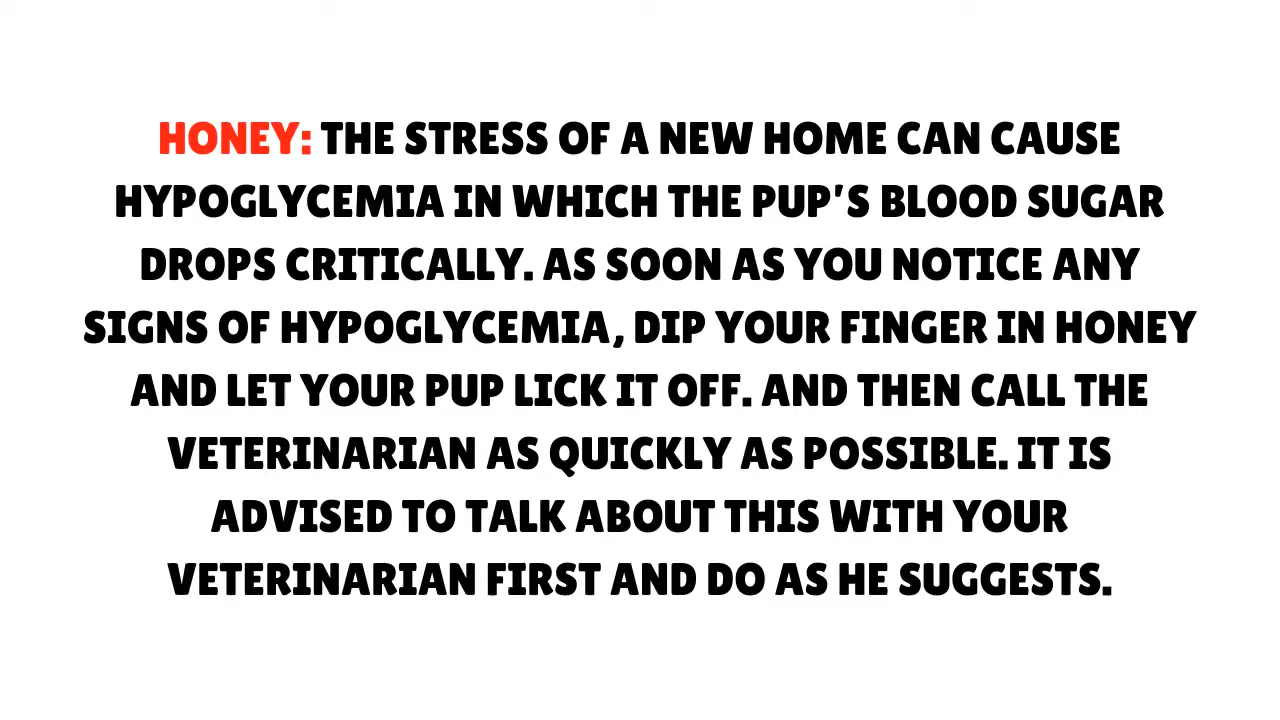 HONEY: THE STRESS OF A NEW HOME CAN CAUSE
HYPOGLYCEMIA IN WHICH THE PUP'S BLOOD SUGAR
DROPS CRITICALLY. AS SOON AS YOU NOTICE ANY
SIGNS OF HYPOGLYCEMIA, DIP YOUR FINGER IN HONEY
AND LET YOUR PUP LICK IT OFF. AND THEN CALL THE
VETERINARIAN AS QUICKLY AS POSSIBLE. IT IS
ADVISED TO TALK ABOUT THIS WITH YOUR
VETERINARIAN FIRST AND DO AS HE SUGGESTS.